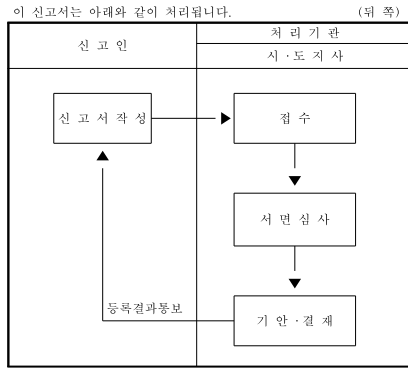 이 신고서는 아래와 같이 처리됩니다. (뒤 쪽)
신 고 인
처 리 기 관
시 · 도 지 사
신 고 서 작 성
접 수
서 면 심 사
등록결과통보
기 안 · 결 재